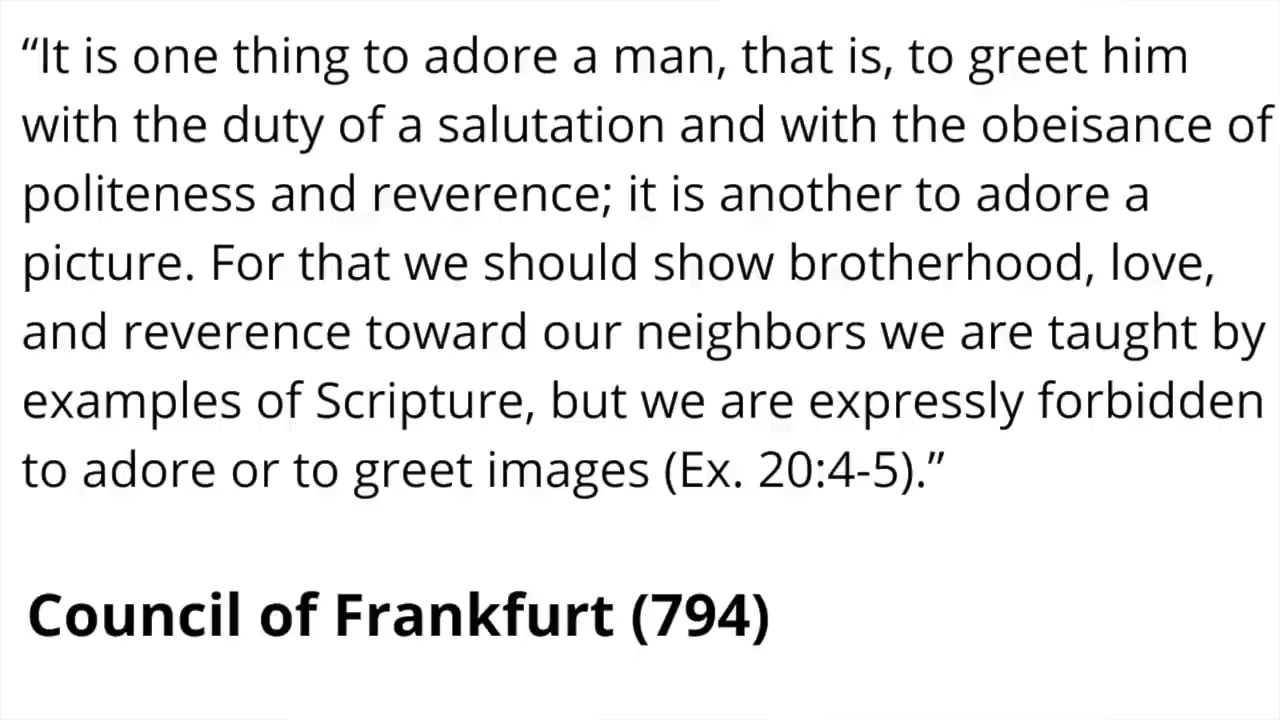 “It is one thing to adore a man, that is, to greet him
with the duty of a salutation and with the obeisance of
politeness and reverence; it is another to adore a
picture. For that we should show brotherhood, love,
and reverence toward our neighbors we are taught by
examples of Scripture, but we are expressly forbidden
to adore or to greet images (Ex. 20:4-5).”
Council of Frankfurt (794)